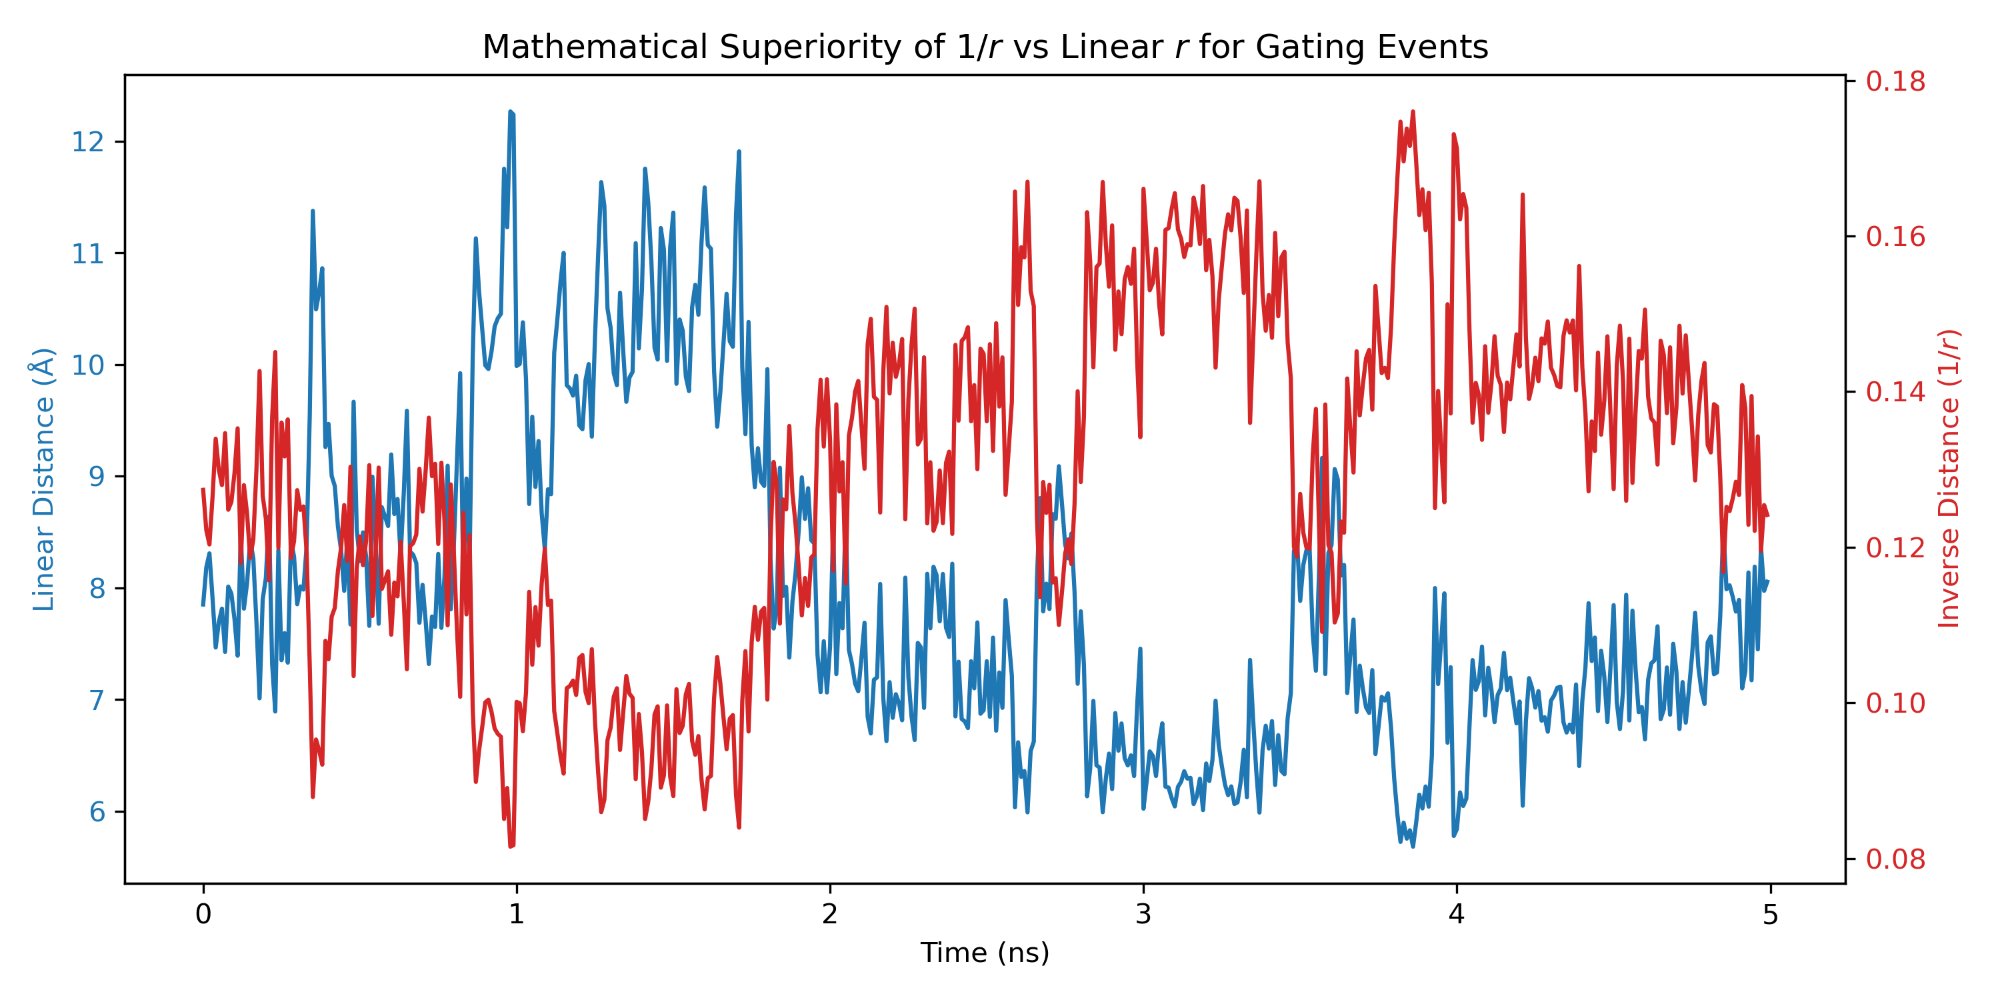 Mathematical Superiority of 1/r vs Linear r for Gating Events
Linear Distance (Å)
12
11
10
9
8
7
6
0.18
0.16
0.14
0.12
0.10
0.08
Inverse Distance (1/r)
0 1 2 3 4 5
Time (ns)